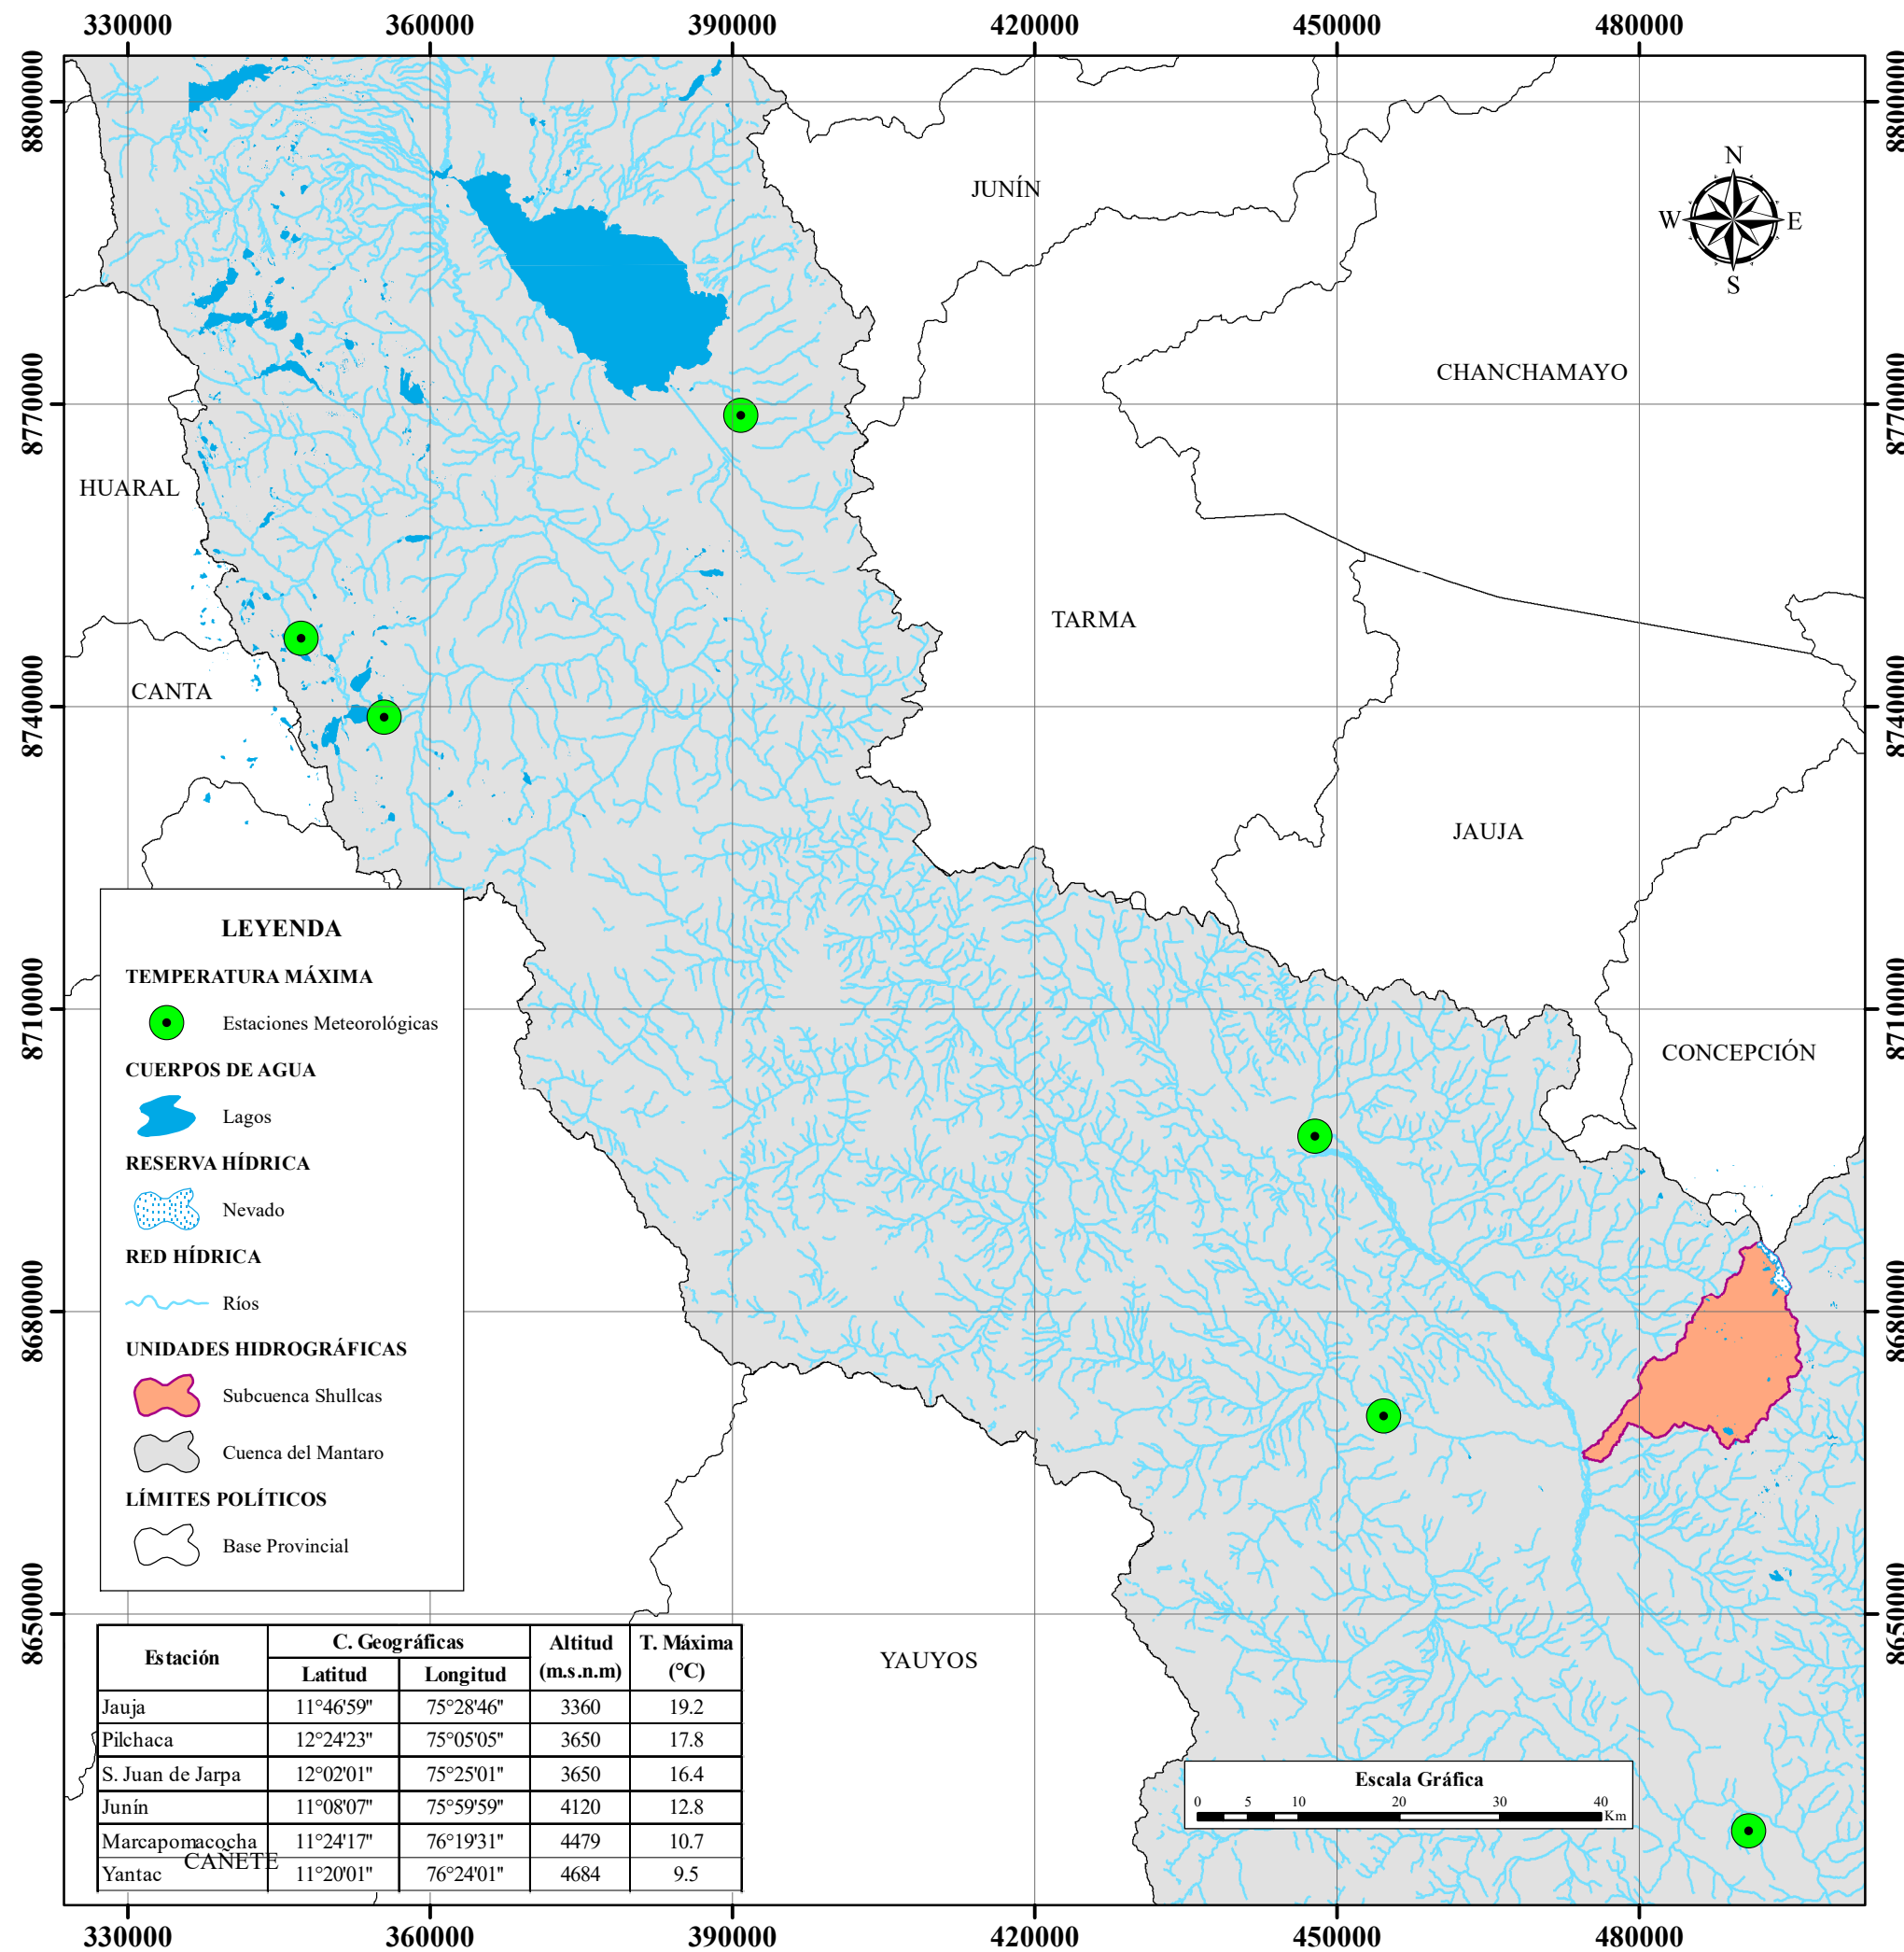 330000 360000 390000 420000 450000 480000
8800000 8800000
N
W E
S
JUNÍN
CHANCHAMAYO
8770000 8770000
HUARAL
TARMA
CANTA
8740000 8740000
JAUJA
8710000 8710000
CONCEPCIÓN
LEYENDA
TEMPERATURA MÁXIMA
Estaciones Meteorológicas
CUERPOS DE AGUA
Lagos
RESERVA HÍDRICA
Nevado
RED HÍDRICA
Ríos
UNIDADES HIDROGRÁFICAS
Subcuenca Shullcas
Cuenca del Mantaro
LÍMITES POLÍTICOS
Base Provincial
8680000 8680000
8650000 8650000
YAUYOS
Estación C. Geográficas Altitud (m.s.n.m) T. Máxima (°C)
Latitud Longitud
Jauja 11°46'59" 75°28'46" 3360 19.2
Pilchaca 12°24'23" 75°05'05" 3650 17.8
S. Juan de Jarpa 12°02'01" 75°25'01" 3650 16.4
Junín 11°08'07" 75°59'59" 4120 12.8
Marcapomacocha 11°24'17" 76°19'31" 4479 10.7
CAÑETE
Yantac 11°20'01" 76°24'01" 4684 9.5
Escala Gráfica
0 5 10 20 30 40
Km
330000 360000 390000 420000 450000 480000